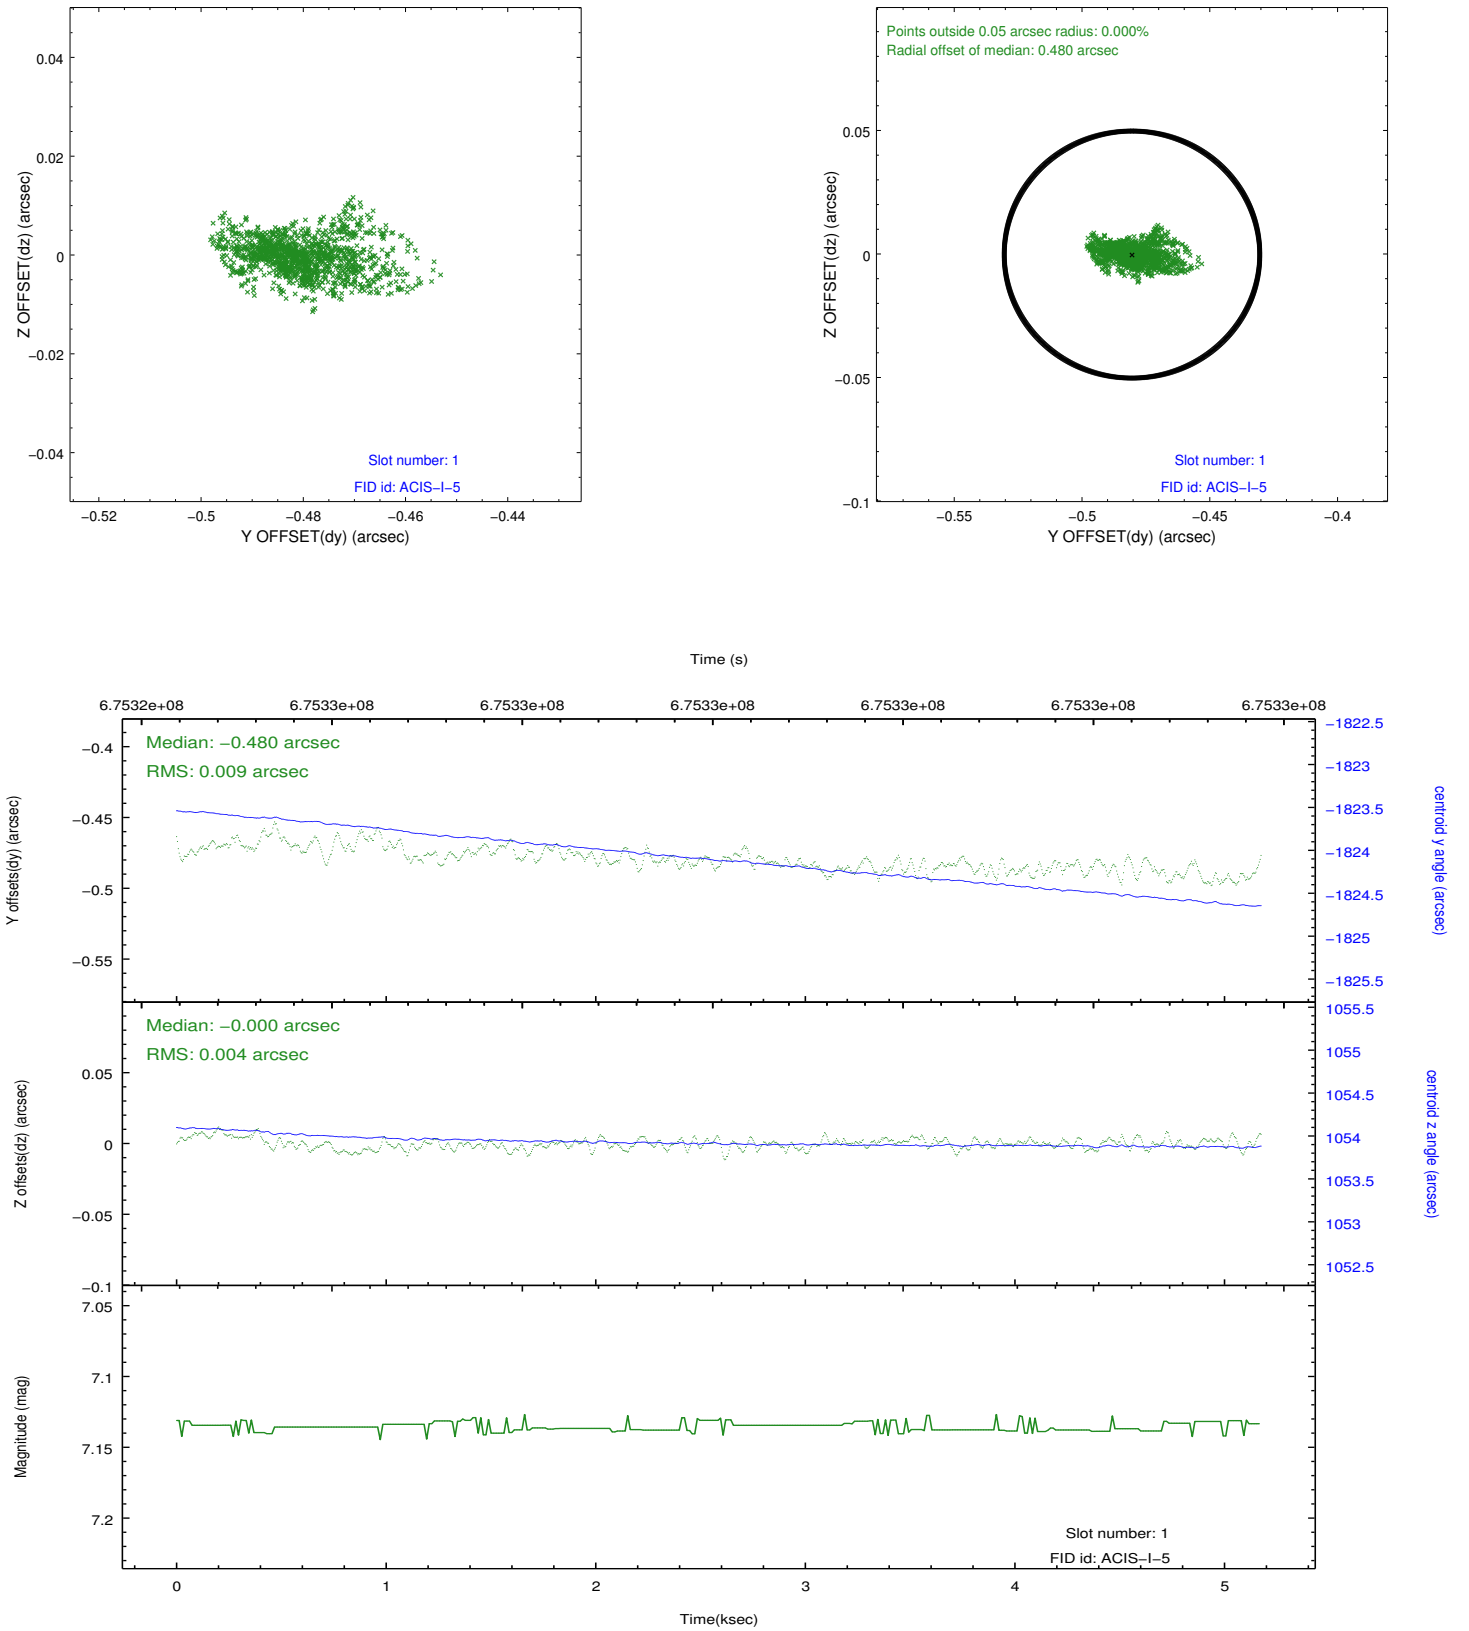 0.04
0.02
0
−0.02
−0.04
Z OFFSET(dz) (arcsec)
Slot number: 1
FID id: ACIS−I−5
−0.52
−0.5
−0.48
−0.46
−0.44
Y OFFSET(dy) (arcsec)
Points outside 0.05 arcsec radius: 0.000%
Radial offset of median: 0.480 arcsec
0.05
0
−0.05
−0.1
Z OFFSET(dz) (arcsec)
Slot number: 1
FID id: ACIS−I−5
−0.55
−0.5
−0.45
−0.4
Y OFFSET(dy) (arcsec)
Time (s)
6.7532e+08
6.7533e+08
6.7533e+08
6.7533e+08
6.7533e+08
6.7533e+08
6.7533e+08
Median: −0.480 arcsec
RMS: 0.009 arcsec
−0.4
−0.45
−0.5
−0.55
Y offsets(dy) (arcsec)
−1822.5
−1823
−1823.5
−1824
−1824.5
−1825
−1825.5
centroid y angle (arcsec)
Median: −0.000 arcsec
RMS: 0.004 arcsec
0.05
0
−0.05
−0.1
Z offsets(dz) (arcsec)
1055.5
1055
1054.5
1054
1053.5
1053
1052.5
centroid z angle (arcsec)
7.05
7.1
7.15
7.2
Magnitude (mag)
Slot number: 1
FID id: ACIS−I−5
0
1
2
3
4
5
Time(ksec)